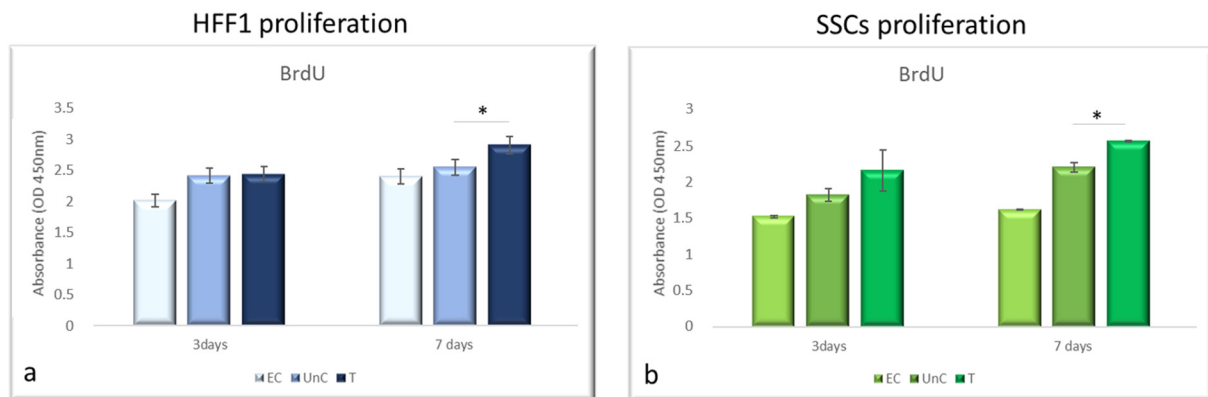 HFF1 proliferation
BrdU
Absorbance (OD 450nm)
3.5
3
2.5
2
1.5
1
0.5
0
*
3days
7 days
EC UnC T
a
SSCs proliferation
BrdU
Absorbance (OD 450nm)
3
2.5
2
1.5
1
0.5
0
*
3days
7 days
EC UnC T
b